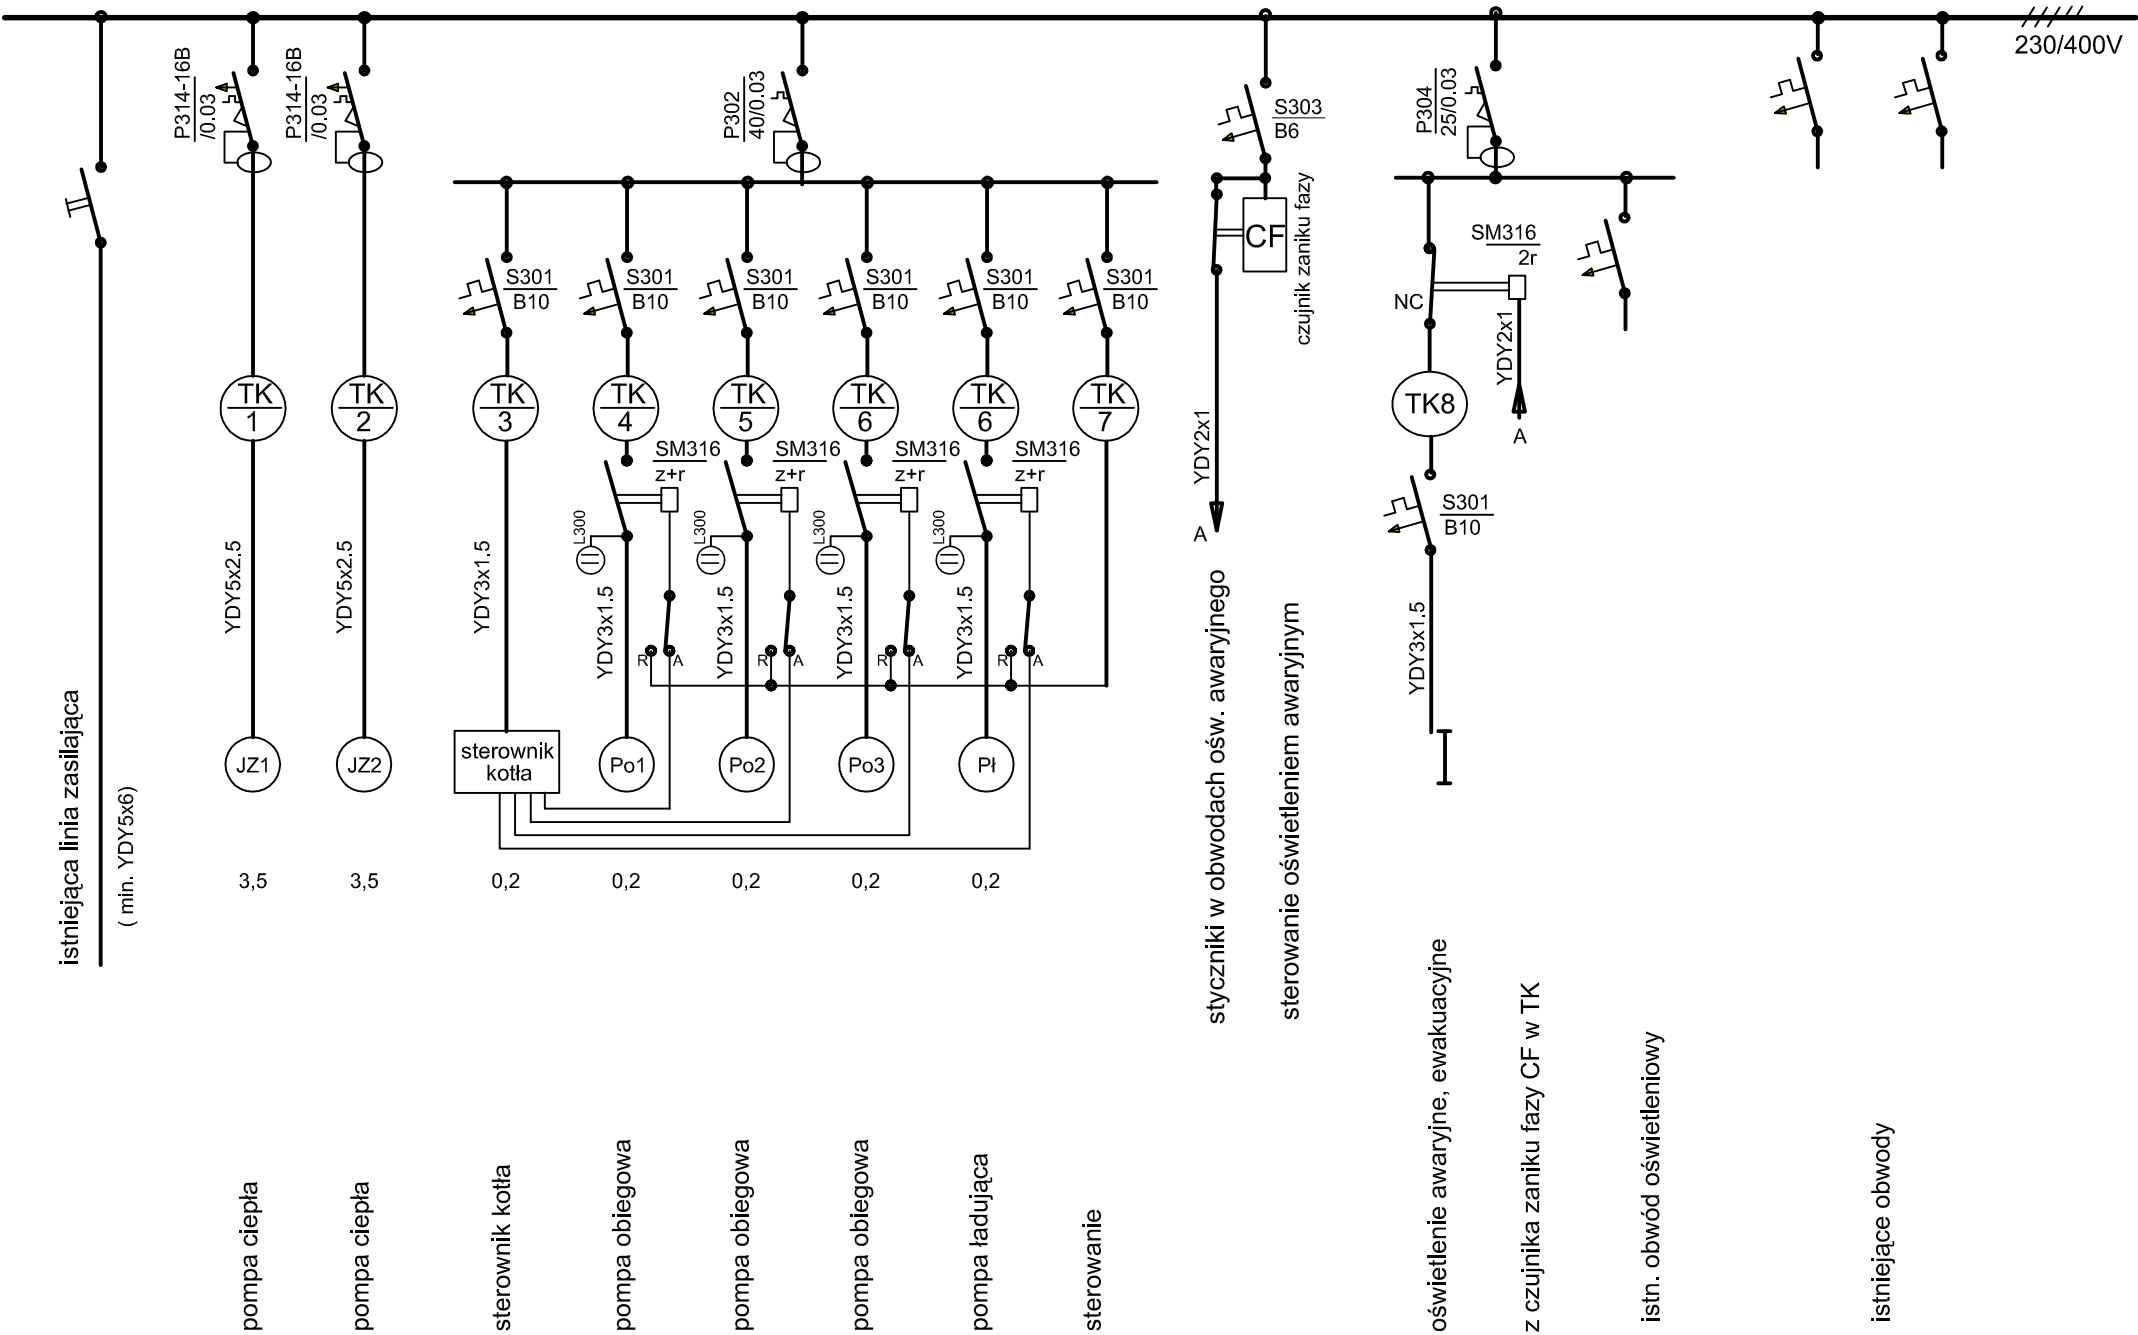 230/400V
P314-16B
/0.03
P314-16B
/0.03
P302
40/0.03
S303
B6
P304
25/0.03
czujnik zaniku fazy
CF
SM316
2r
NC
YDY2x1
A
S301
B10
S301
B10
S301
B10
S301
B10
S301
B10
S301
B10
TK
1
TK
2
TK
3
TK
4
TK
5
TK
6
TK
6
TK
7
TK8
SM316
z+r
SM316
z+r
SM316
z+r
SM316
z+r
L300
L300
L300
L300
YDY2x1
A
S301
B10
YDY5x2.5
YDY5x2.5
YDY3x1.5
YDY3x1.5
YDY3x1.5
YDY3x1.5
YDY3x1.5
YDY3x1.5
R A
R A
R A
R A
JZ1
JZ2
sterownik
kotła
Po1
Po2
Po3
Pł
3,5
3,5
0,2
0,2
0,2
0,2
0,2
istniejąca linia zasilająca
( min. YDY5x6)
pompa ciepła
pompa ciepła
sterownik kotła
pompa obiegowa
pompa obiegowa
pompa obiegowa
pompa ładująca
sterowanie
styczniki w obwodach ośw. awaryjnego
sterowanie oświetleniem awaryjnym
oświetlenie awaryjne, ewakuacyjne
z czujnika zaniku fazy CF w TK
istn. obwód oświetleniowy
istniejące obwody